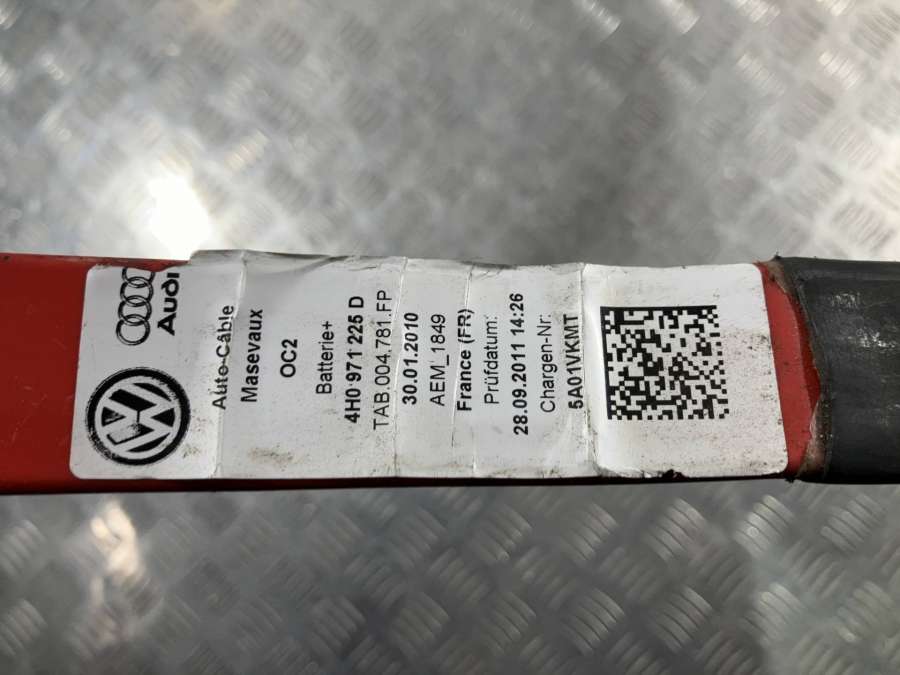 Audi
Auto-Câble
Masevaux
OC2
Batterie+
4H0 971 225 D
TAB.004.781.FP
30.01.2010
AEM_1849
France (FR)
Prüfdatum:
28.09.2011 14:26
Chargen-Nr:
5A01VKMT